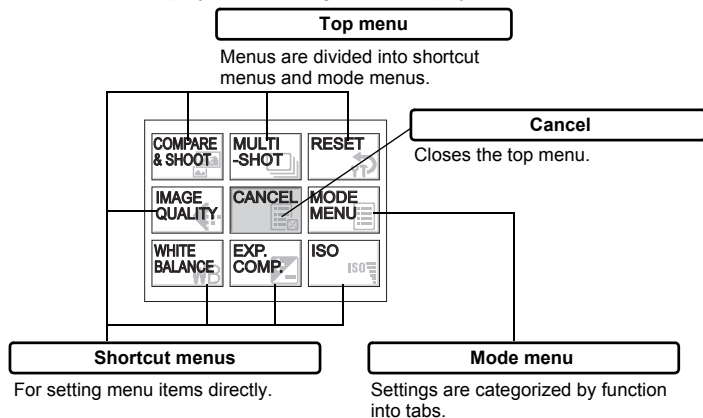 Top menu
Menus are divided into shortcut
menus and mode menus.
COMPARE
& SHOOT
MULTI
-SHOT
RESET
Cancel
Closes the top menu.
IMAGE
QUALITY
CANCEL
MODE
MENU
WHITE
BALANCE
WB
EXP.
COMP.
ISO
ISO
Shortcut menus
For setting menu items directly.
Mode menu
Settings are categorized by function
into tabs.